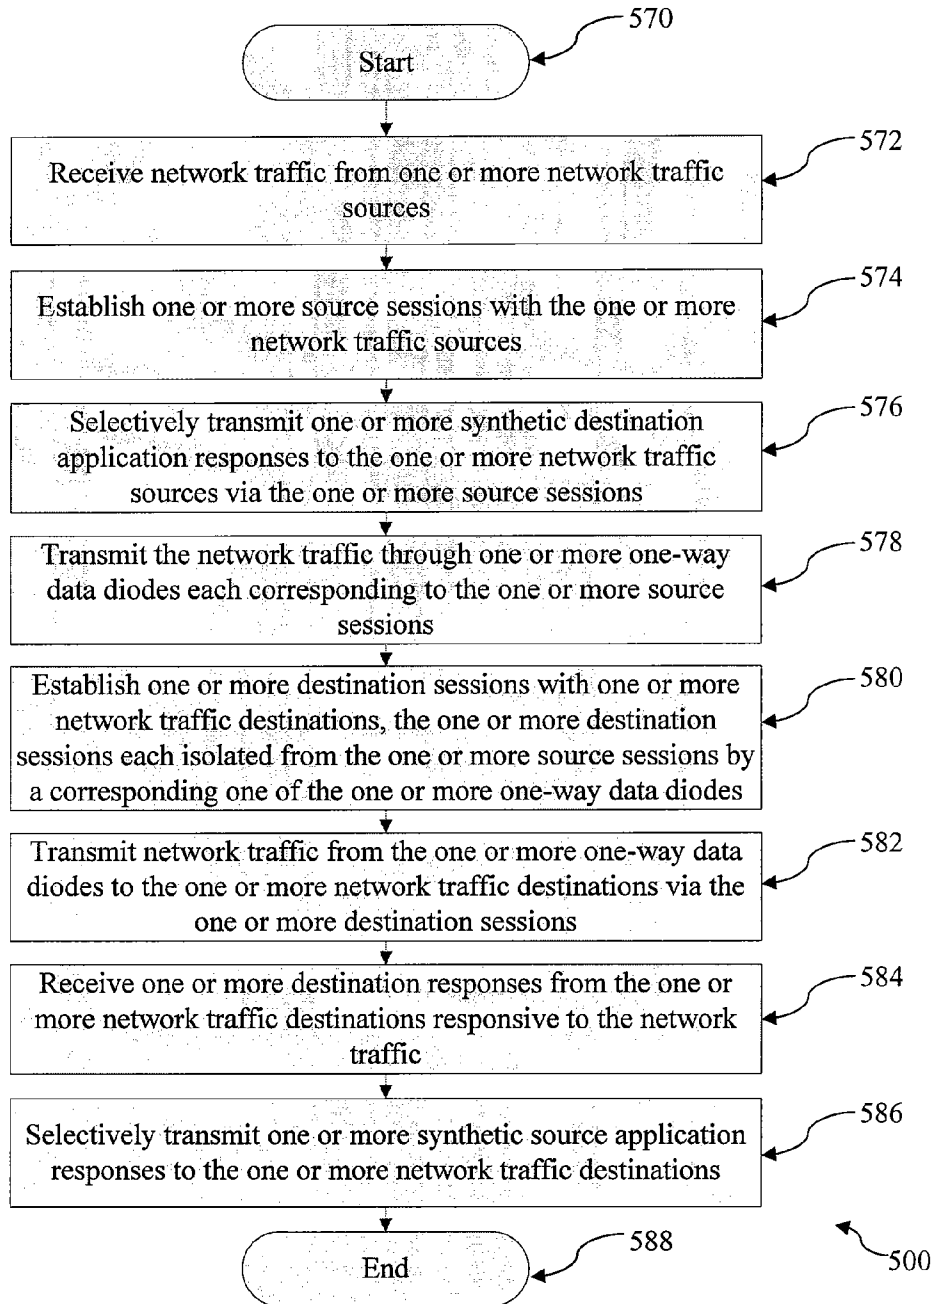 570
Start
572
Receive network traffic from one or more network traffic
sources
574
Establish one or more source sessions with the one or more
network traffic sources
576
Selectively transmit one or more synthetic destination
application responses to the one or more network traffic
sources via the one or more source sessions
578
Transmit the network traffic through one or more one-way
data diodes each corresponding to the one or more source
sessions
580
Establish one or more destination sessions with one or more
network traffic destinations, the one or more destination
sessions each isolated from the one or more source sessions by
a corresponding one of the one or more one-way data diodes
582
Transmit network traffic from the one or more one-way data
diodes to the one or more network traffic destinations via the
one or more destination sessions
584
Receive one or more destination responses from the one or
more network traffic destinations responsive to the network
traffic
586
Selectively transmit one or more synthetic source application
responses to the one or more network traffic destinations
588
End
500